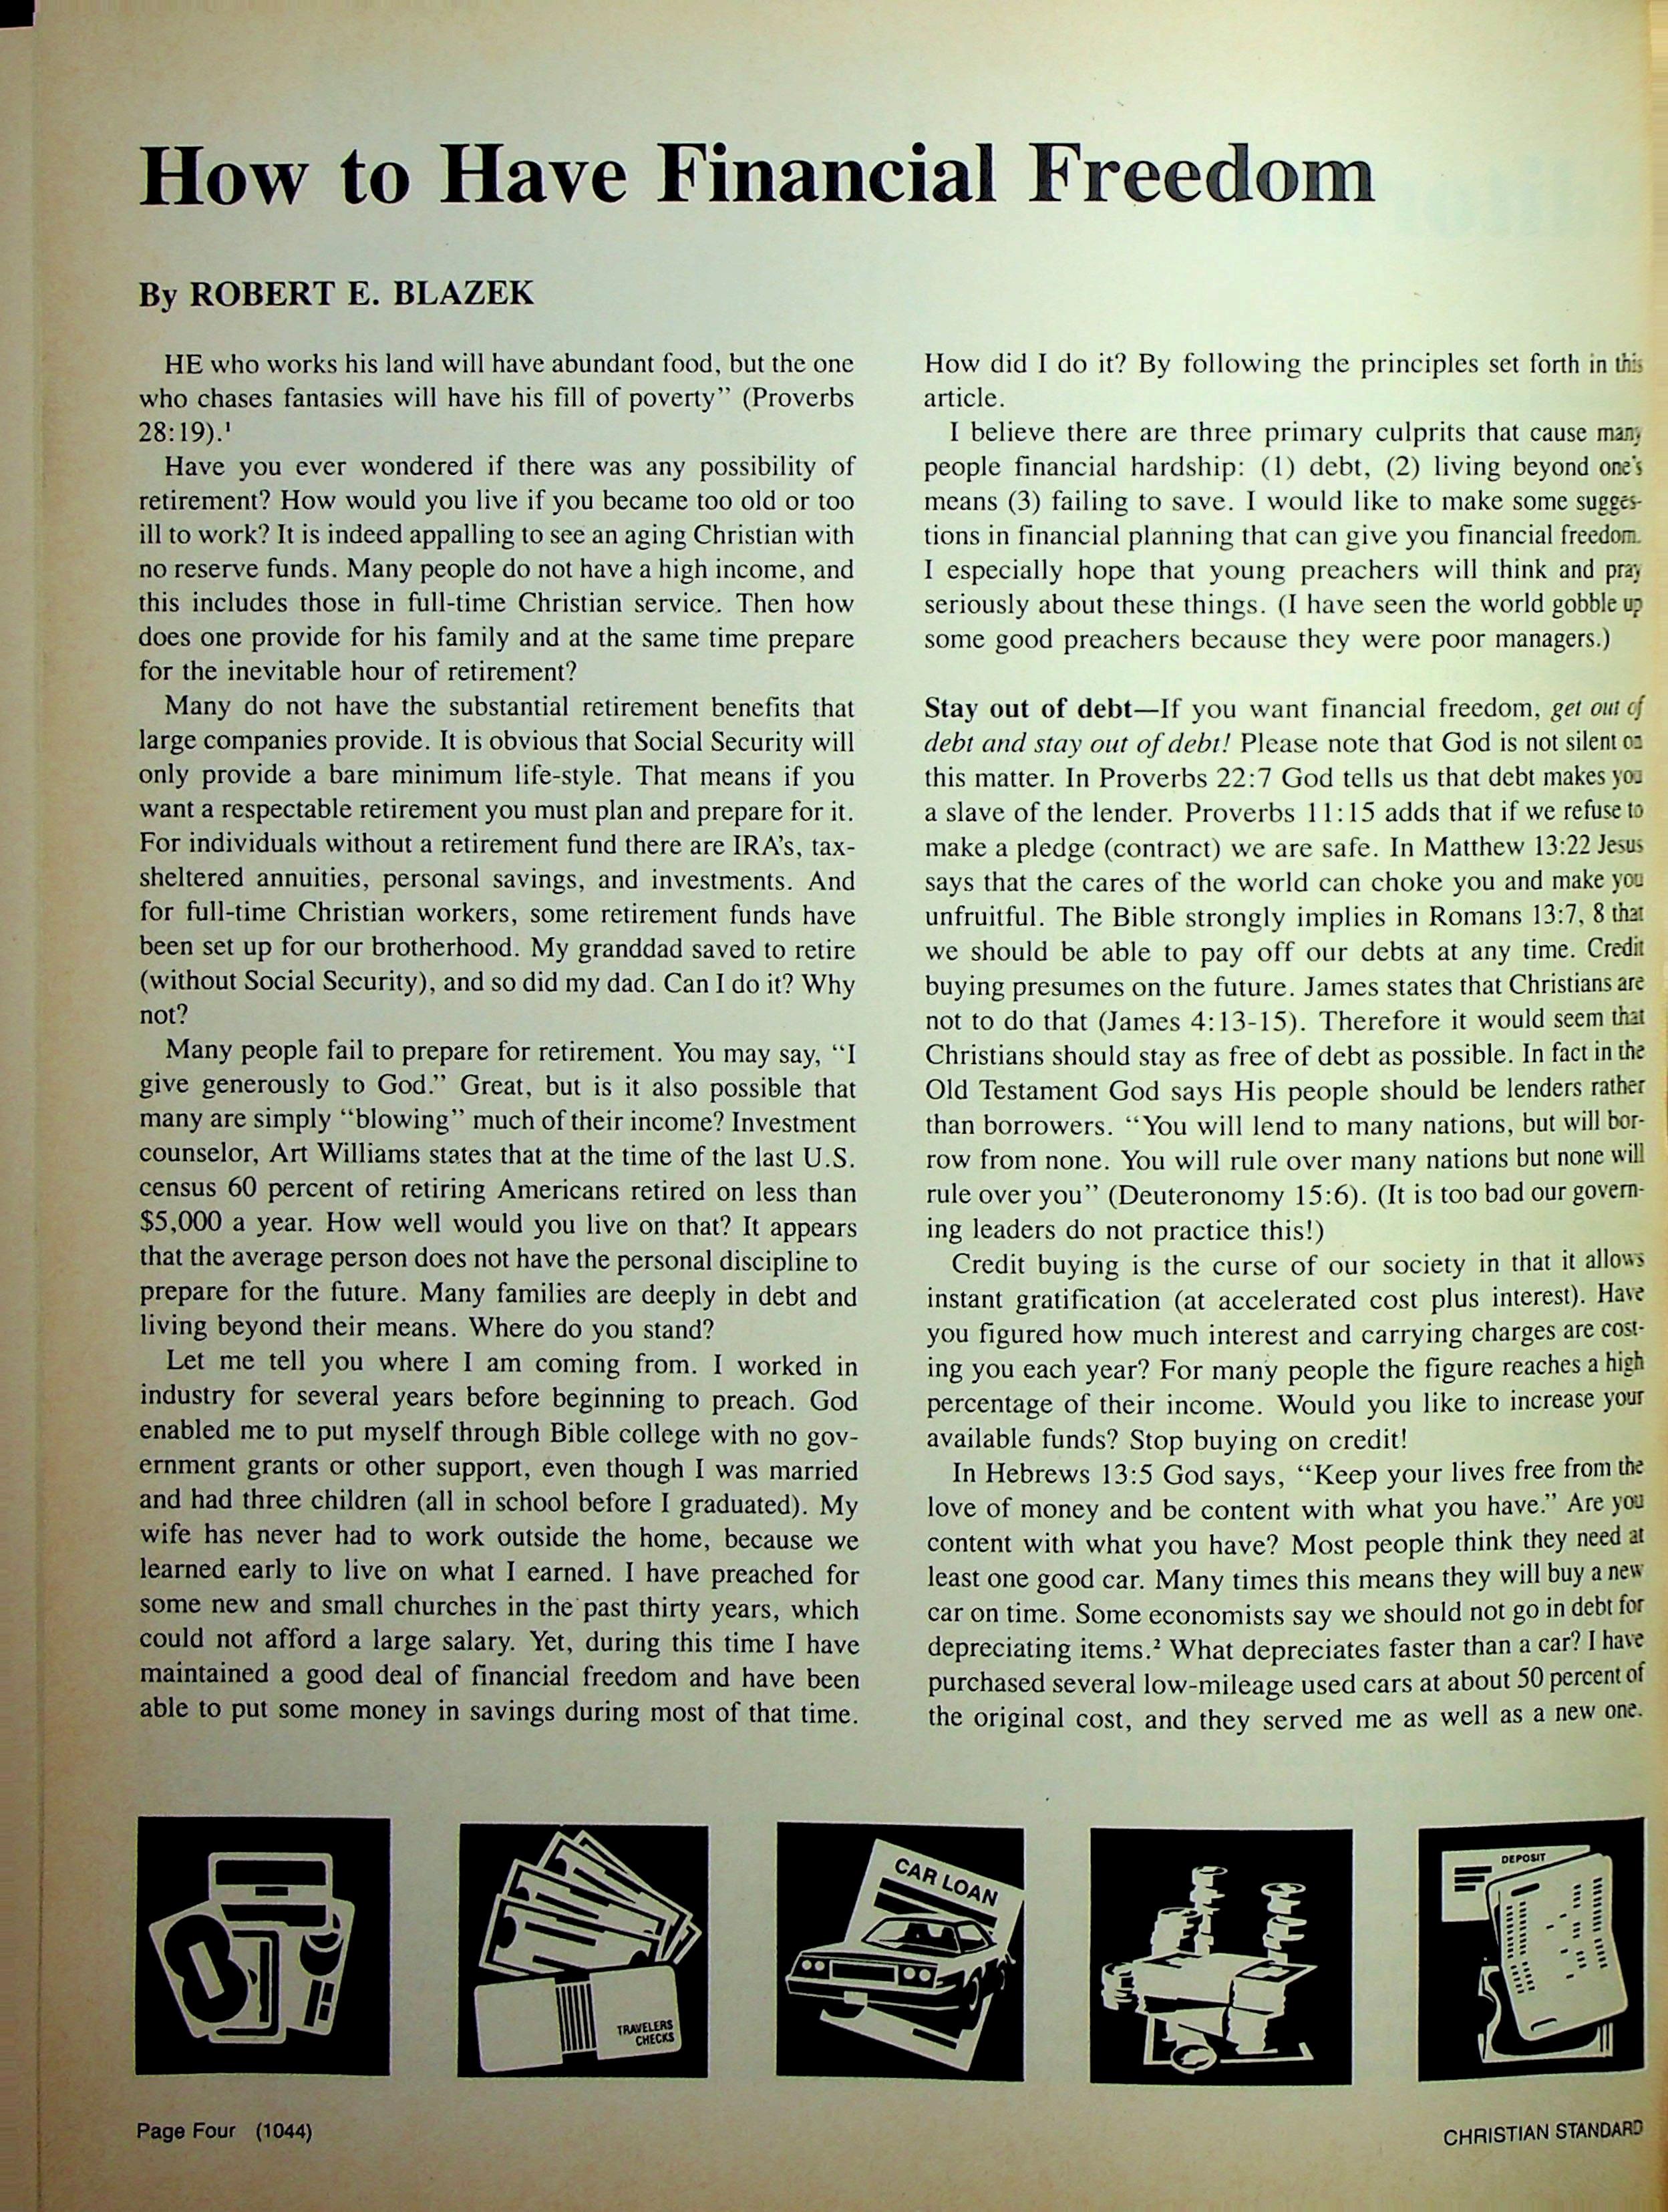 How to Have Financial Freedom
By ROBERT E. BLAZEK
HE who works his land will have abundant food, but the one
who chases fantasies will have his fill of poverty” (Proverbs
28:19).¹
Have you ever wondered if there was any possibility of
retirement? How would you live if you became too old or too
ill to work? It is indeed appalling to see an aging Christian with
no reserve funds. Many people do not have a high income, and
this includes those in full-time Christian service. Then how
does one provide for his family and at the same time prepare
for the inevitable hour of retirement?
Many do not have the substantial retirement benefits that
large companies provide. It is obvious that Social Security will
only provide a bare minimum life-style. That means if you
want a respectable retirement you must plan and prepare for it.
For individuals without a retirement fund there are IRA’s, tax-
sheltered annuities, personal savings, and investments. And
for full-time Christian workers, some retirement funds have
been set up for our brotherhood. My granddad saved to retire
(without Social Security), and so did my dad. Can I do it? Why
not?
Many people fail to prepare for retirement. You may say, “I
give generously to God.” Great, but is it also possible that
many are simply “blowing” much of their income? Investment
counselor, Art Williams states that at the time of the last U.S.
census 60 percent of retiring Americans retired on less than
$5,000 a year. How well would you live on that? It appears
that the average person does not have the personal discipline to
prepare for the future. Many families are deeply in debt and
living beyond their means. Where do you stand?
Let me tell you where I am coming from. I worked in
industry for several years before beginning to preach. God
enabled me to put myself through Bible college with no gov-
ernment grants or other support, even though I was married
and had three children (all in school before I graduated). My
wife has never had to work outside the home, because we
learned early to live on what I earned. I have preached for
some new and small churches in the past thirty years, which
could not afford a large salary. Yet, during this time I have
maintained a good deal of financial freedom and have been
able to put some money in savings during most of that time.
How did I do it? By following the principles set forth in this
article.
I believe there are three primary culprits that cause many
people financial hardship: (1) debt, (2) living beyond one’s
means (3) failing to save. I would like to make some sugges-
tions in financial planning that can give you financial freedom.
I especially hope that young preachers will think and pray
seriously about these things. (I have seen the world gobble up
some good preachers because they were poor managers.)
Stay out of debt—If you want financial freedom, get out of
debt and stay out of debt! Please note that God is not silent on
this matter. In Proverbs 22:7 God tells us that debt makes you
a slave of the lender. Proverbs 11:15 adds that if we refuse to
make a pledge (contract) we are safe. In Matthew 13:22 Jesus
says that the cares of the world can choke you and make you
unfruitful. The Bible strongly implies in Romans 13:7, 8 that
we should be able to pay off our debts at any time. Credit
buying presumes on the future. James states that Christians are
not to do that (James 4:13-15). Therefore it would seem that
Christians should stay as free of debt as possible. In fact in the
Old Testament God says His people should be lenders rather
than borrowers. “You will lend to many nations, but will bor-
row from none. You will rule over many nations but none will
rule over you” (Deuteronomy 15:6). (It is too bad our govern-
ing leaders do not practice this!)
Credit buying is the curse of our society in that it allows
instant gratification (at accelerated cost plus interest). Have
you figured how much interest and carrying charges are cost-
ing you each year? For many people the figure reaches a high
percentage of their income. Would you like to increase your
available funds? Stop buying on credit!
In Hebrews 13:5 God says, “Keep your lives free from the
love of money and be content with what you have.” Are you
content with what you have? Most people think they need at
least one good car. Many times this means they will buy a new
car on time. Some economists say we should not go in debt for
depreciating items.² What depreciates faster than a car? I have
purchased several low-mileage used cars at about 50 percent of
the original cost, and they served me as well as a new one.
TRAVELERS
CHECKS
CAR LOAN
DEPOSIT
Page Four (1044)
CHRISTIAN STANDARD